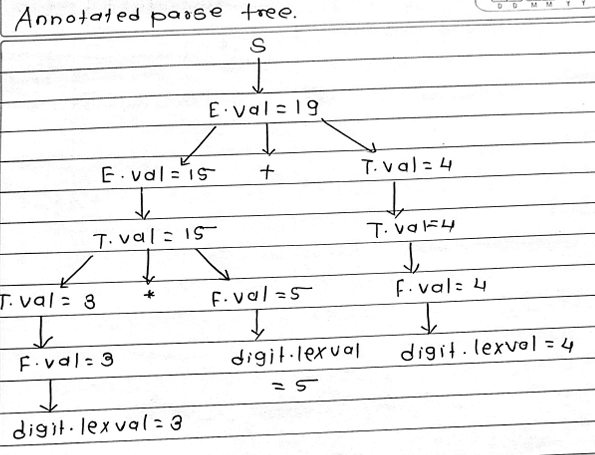 D D M M Y Y
Annotated parse tree.
S
E.val = 19
E.val = 15 + T.val = 4
T.val = 15 T.val=4
T.val = 3 * F.val = 5 F.val = 4
F.val = 3 digit.lexval digit.lexval = 4
= 5
digit.lexval = 3